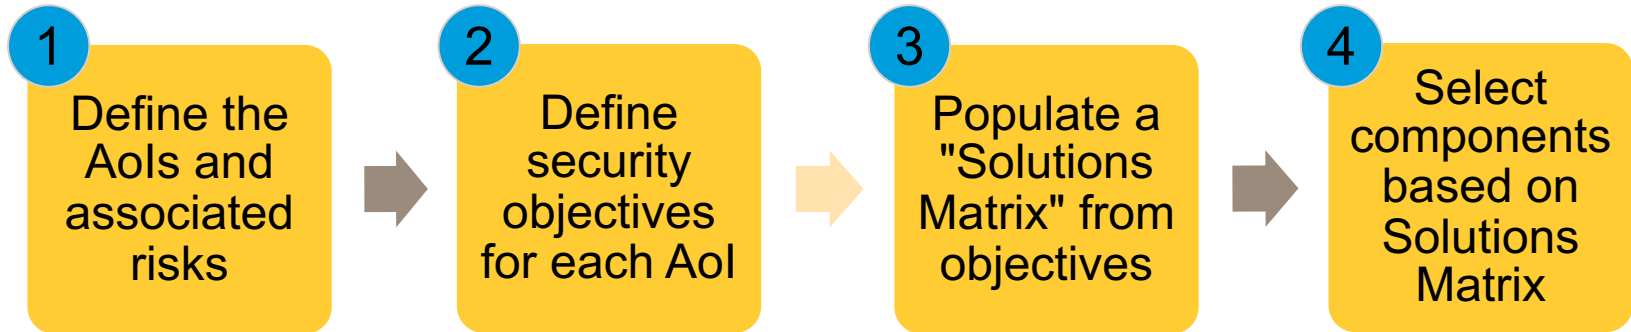 1
Define the
AoIs and
associated
risks
2
Define
security
objectives
for each AoI
3
Populate a
"Solutions
Matrix" from
objectives
4
Select
components
based on
Solutions
Matrix